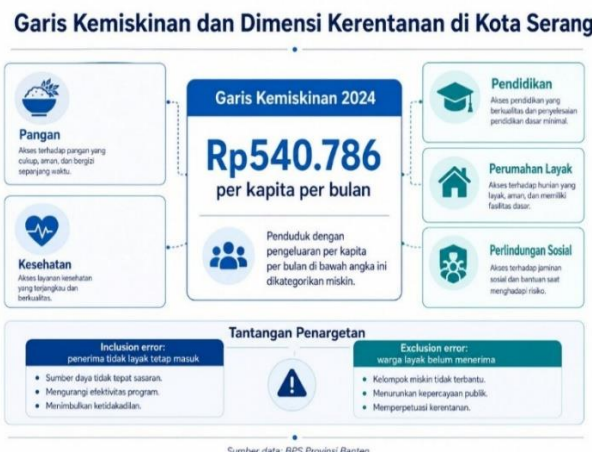 Garis Kemiskinan dan Dimensi Kerentanan di Kota Serang
Pangan
Akses terhadap pangan yang
cukup, aman, dan bergizi
sepanjang waktu.
Kesehatan
Akses layanan kesehatan
yang terjangkau dan
berkualitas.
Garis Kemiskinan 2024
Rp540.786
per kapita per bulan
Penduduk dengan
pengeluaran per kapita
per bulan di bawah angka ini
dikategorikan miskin.
Pendidikan
Akses pendidikan yang
berkualitas dan penyelesaian
pendidikan dasar minimal.
Perumahan Layak
Akses terhadap hunian yang
layak, aman, dan memiliki
fasilitas dasar.
Perlindungan Sosial
Akses terhadap jaminan
sosial dan bantuan saat
menghadapi risiko.
Tantangan Penargetan
Inclusion error:
penerima tidak layak tetap masuk
Sumber daya tidak tepat sasaran.
Mengurangi efektivitas program.
Menimbulkan ketidakadilan.
Exclusion error:
warga layak belum menerima
Kelompok miskin tidak terbantu.
Menurunkan kepercayaan publik.
Memperpetuasi kerentanan.
Sumber data: BPS Provinsi Banten